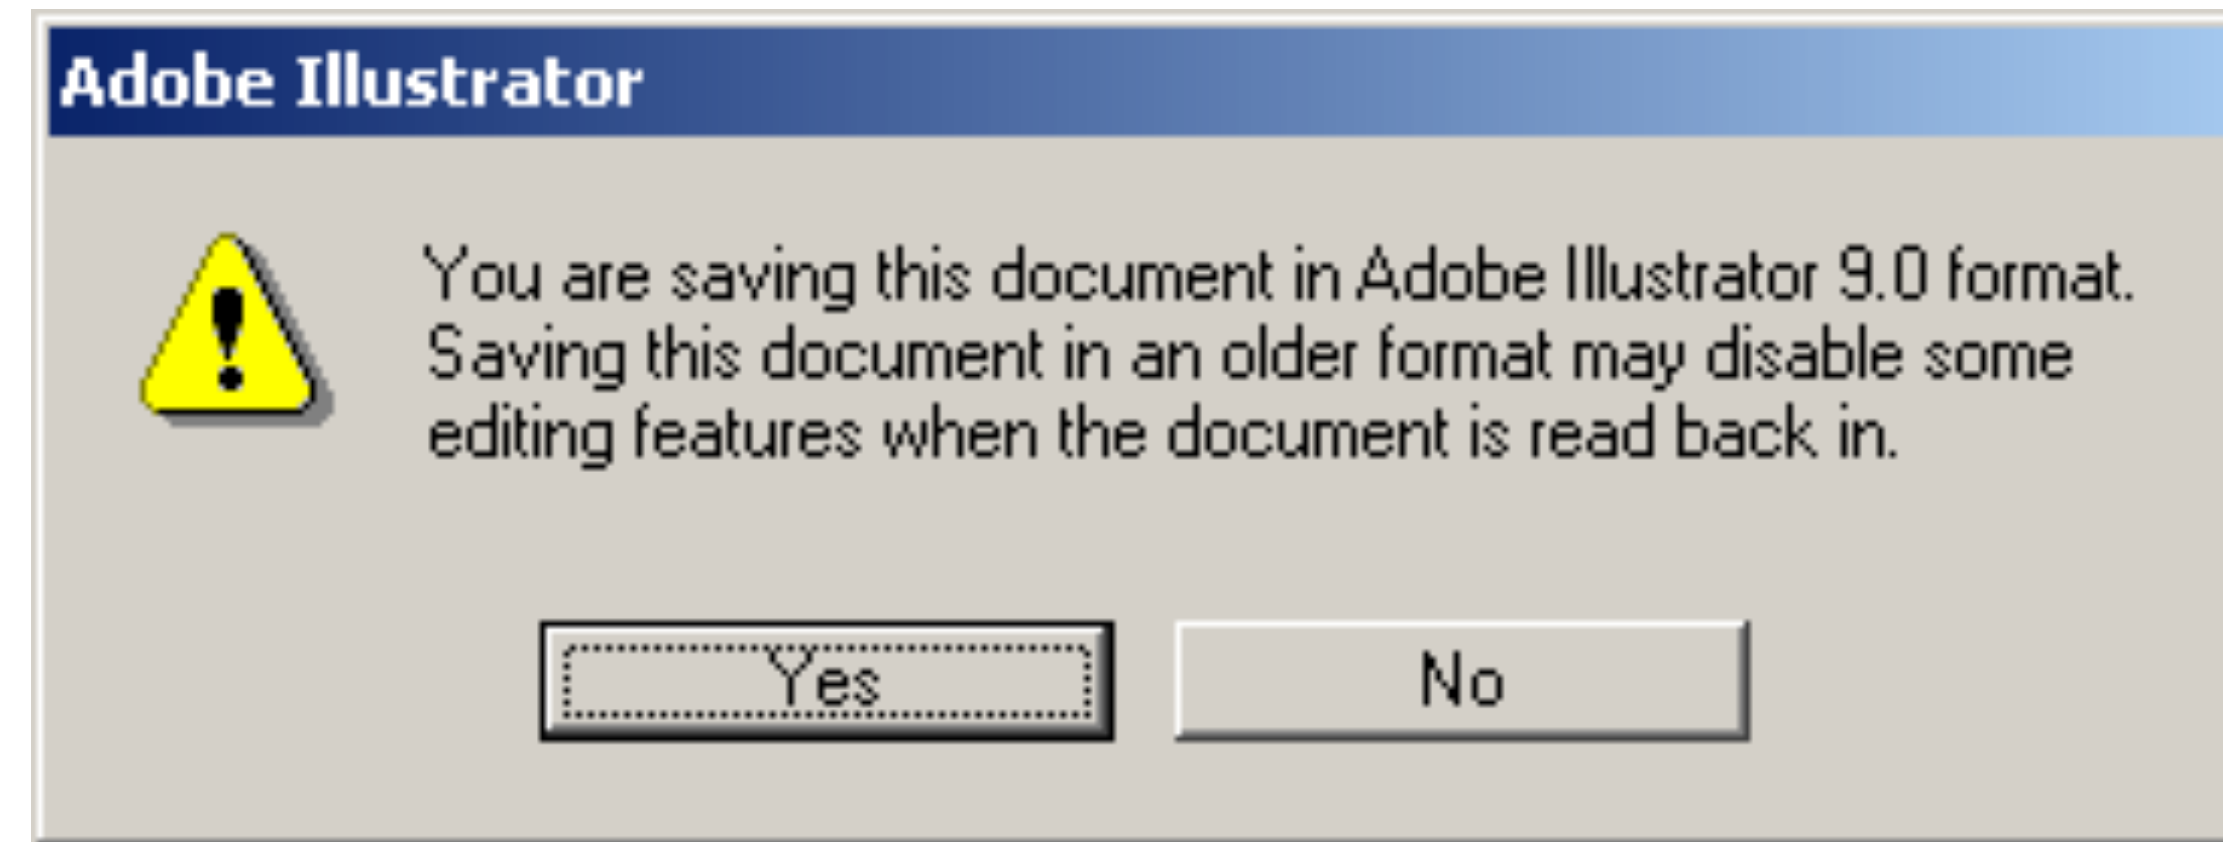 Adobe Illustrator
You are saving this document in Adobe Illustrator 9.0 format.
Saving this document in an older format may disable some
editing features when the document is read back in.
Yes No